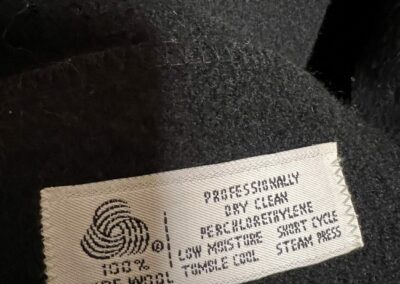 PROFESSIONALLY
DRY CLEAN
PERCHLORETHYLENE
LOW MOISTURE SHORT CYCLE
TUMBLE COOL STEAM PRESS
®
100%
WOOL